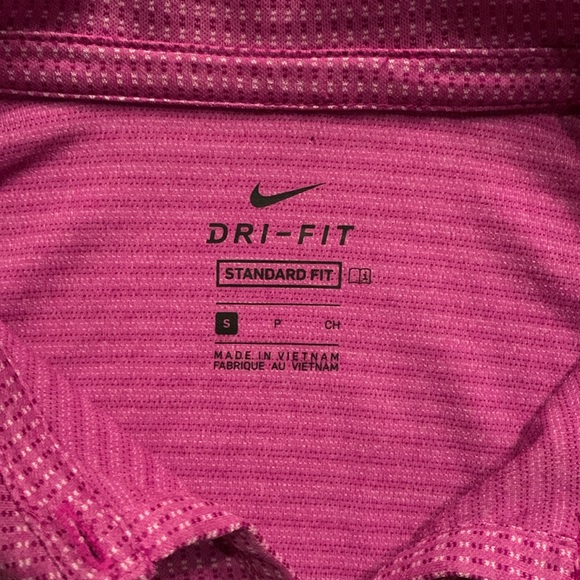 DRI-FIT
STANDARD FIT
S P CH
MADE IN VIETNAM
FABRIQUE AU VIETNAM